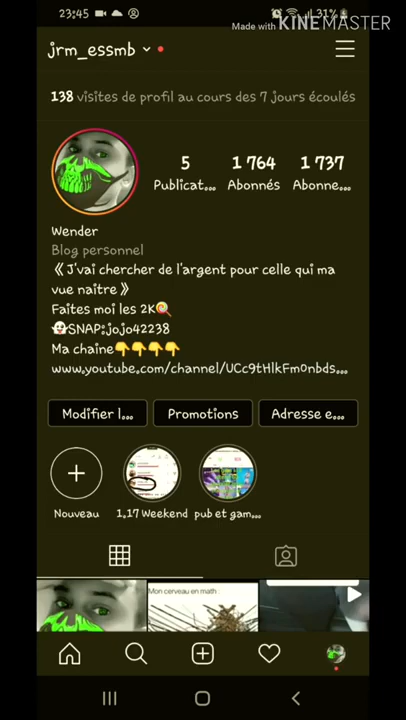 23:45
31%
Made with KINEMASTER
jrm_essmb
138 visites de profil au cours des 7 jours écoulés
5 1 764 1 737
Publicat... Abonnés Abonne...
Wender
Blog personnel
《J'vai chercher de l'argent pour celle qui ma
vue naitre》
Faites moi les 2K🍭
👻SNAP:jojo42238
Ma chaine👇👇👇👇
www.youtube.com/channel/UCc9tHlkFm0nbds...
Modifier l... Promotions Adresse e...
Nouveau 1,17 Weekend pub et gam...
Mon cerveau en math